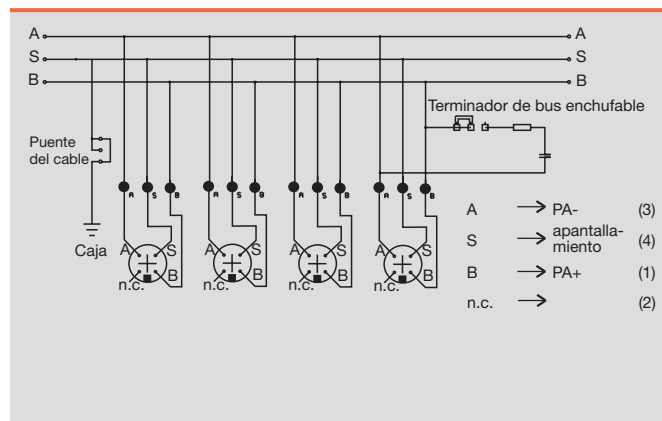 A A
S S
B B
Terminador de bus enchufable
Puente
del cable
A S B A S B A S B A S B
Caja
A S A S A S A S
B B B B
n.c. n.c. n.c. n.c.
A → PA- (3)
S → apantalla-
miento (4)
B → PA+ (1)
n.c. → (2)